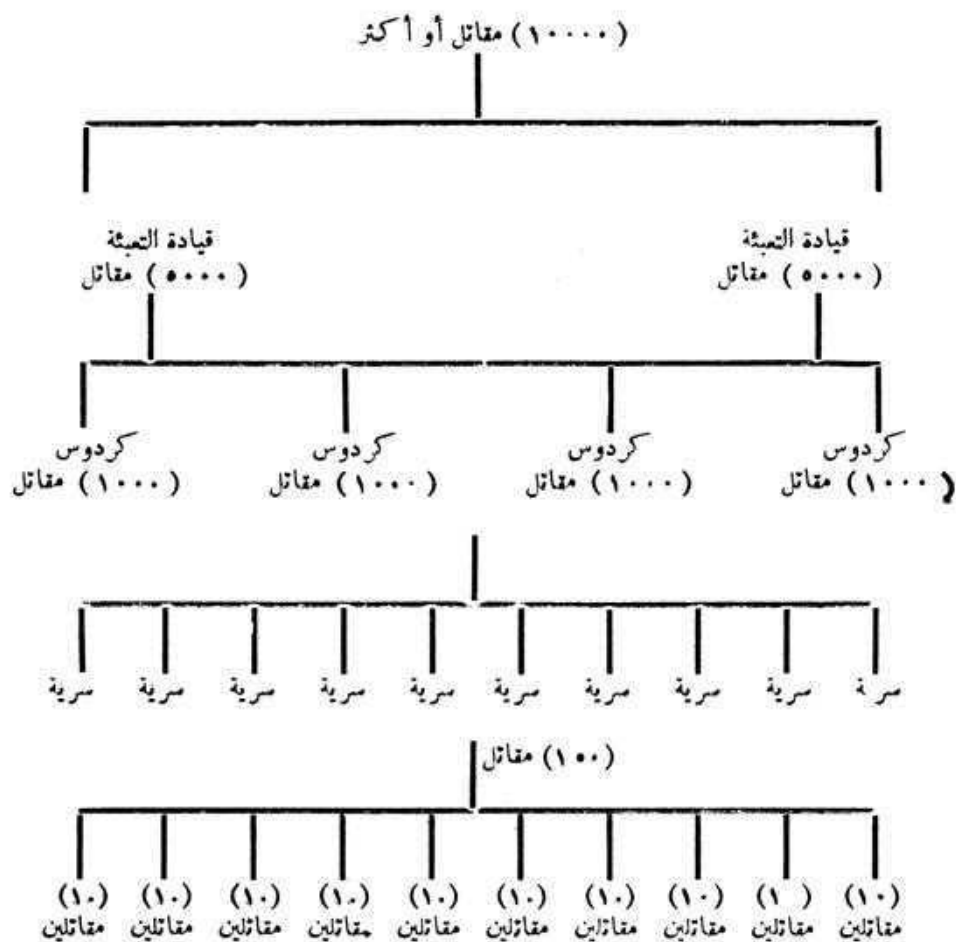 (١٠٠٠٠) مقاتل أو أكثر
قيادة التعبئة
قيادة التعبئة
(٥٠٠٠) مقاتل
(٥٠٠٠) مقاتل
كردوس
كردوس
كردوس
كردوس
(١٠٠٠) مقاتل
(١٠٠٠) مقاتل
(١٠٠٠) مقاتل
(١٠٠٠) مقاتل
سرية سرية سرية سرية سرية سرية سرية سرية سرية سرية
(١٠٠) مقاتل
(١٠) (١٠) (١٠) (١٠) (١٠) (١٠) (١٠) (١٠) (١٠) (١٠)
مقاتلين مقاتلين مقاتلين مقاتلين مقاتلين مقاتلين مقاتلين مقاتلين مقاتلين مقاتلين